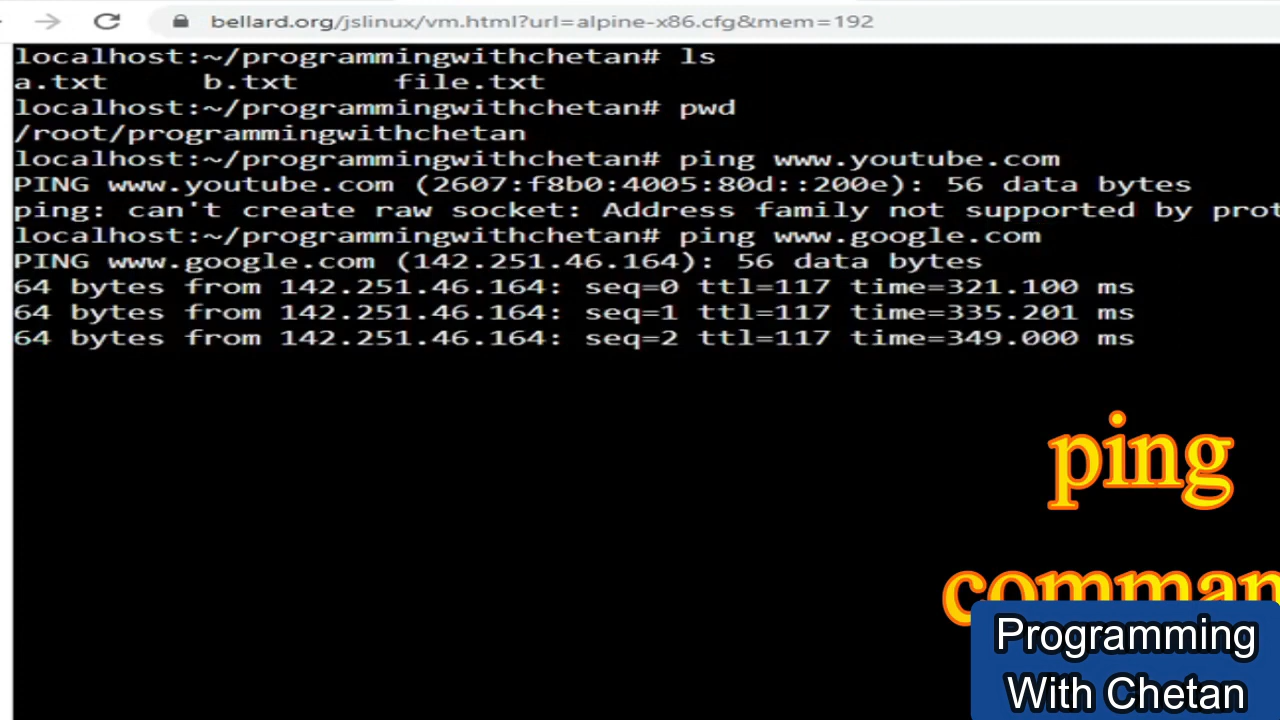 bellard.org/jslinux/vm.html?url=alpine-x86.cfg&mem=192
localhost:~/programmingwithchetan# ls
a.txt b.txt file.txt
localhost:~/programmingwithchetan# pwd
/root/programmingwithchetan
localhost:~/programmingwithchetan# ping www.youtube.com
PING www.youtube.com (2607:f8b0:4005:80d::200e): 56 data bytes
ping: can't create raw socket: Address family not supported by prot
localhost:~/programmingwithchetan# ping www.google.com
PING www.google.com (142.251.46.164): 56 data bytes
64 bytes from 142.251.46.164: seq=0 ttl=117 time=321.100 ms
64 bytes from 142.251.46.164: seq=1 ttl=117 time=335.201 ms
64 bytes from 142.251.46.164: seq=2 ttl=117 time=349.000 ms
ping
comman
Programming
With Chetan